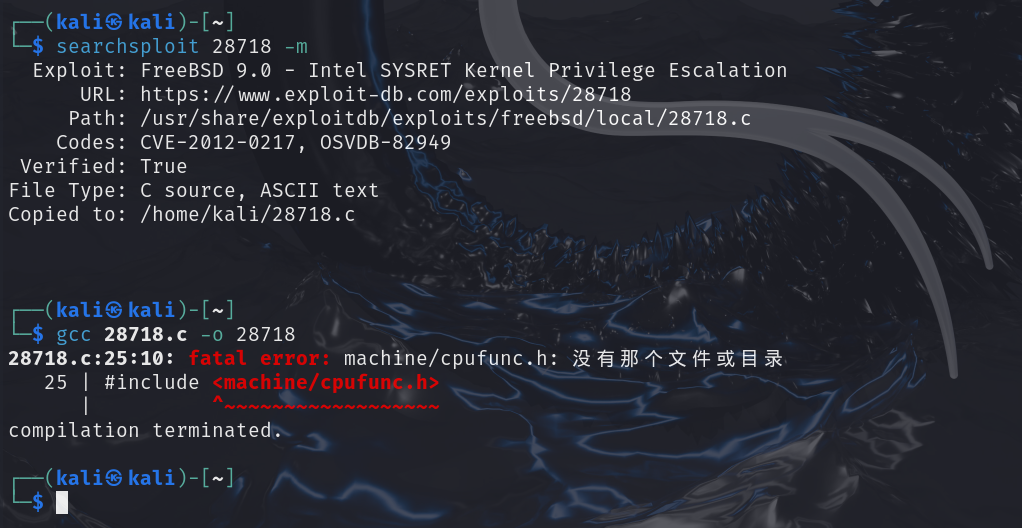 ┌──(kali㉿kali)-[~]
└─$ searchsploit 28718 -m
  Exploit: FreeBSD 9.0 - Intel SYSRET Kernel Privilege Escalation
      URL: https://www.exploit-db.com/exploits/28718
     Path: /usr/share/exploitdb/exploits/freebsd/local/28718.c
    Codes: CVE-2012-0217, OSVDB-82949
 Verified: True
File Type: C source, ASCII text
Copied to: /home/kali/28718.c
┌──(kali㉿kali)-[~]
└─$ gcc 28718.c -o 28718
28718.c:25:10: fatal error: machine/cpufunc.h: 没有那个文件或目录
   25 | #include <machine/cpufunc.h>
      |          ^~~~~~~~~~~~~~~~~~~
compilation terminated.
┌──(kali㉿kali)-[~]
└─$